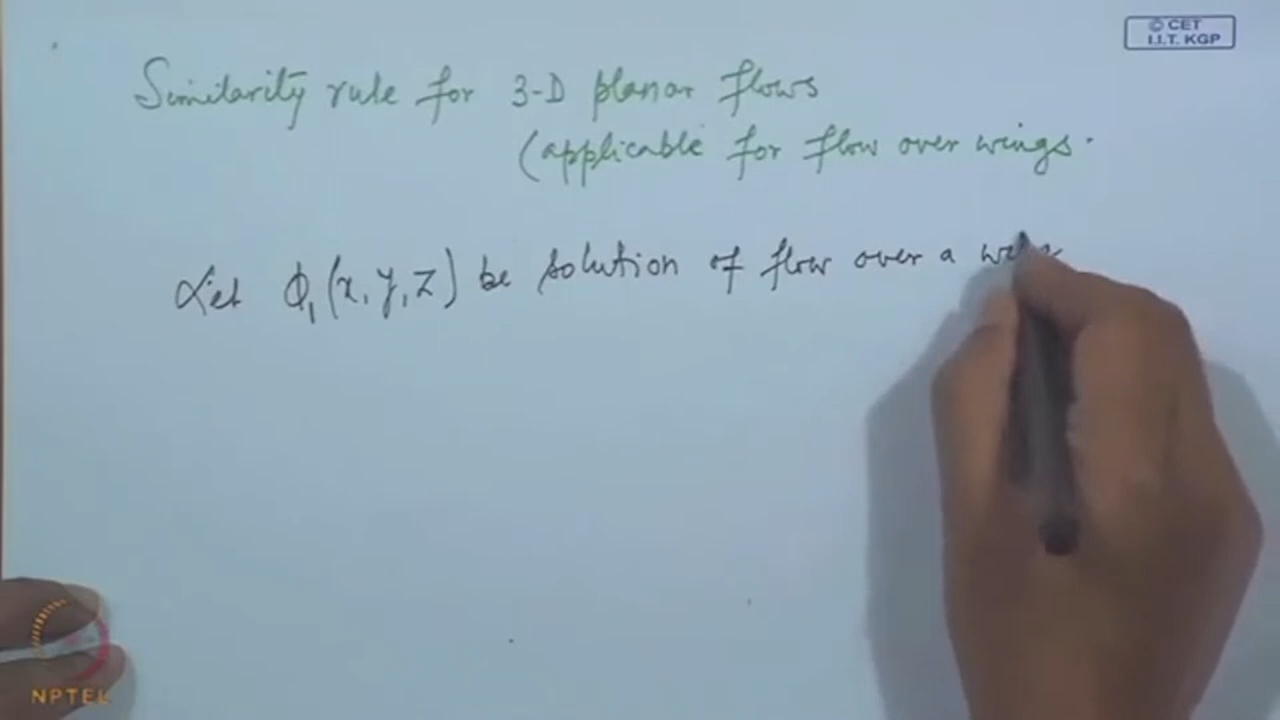 © CET
I.I.T. KGP
Similarity rule for 3-D planar flows
(applicable for flow over wings.
Let ϕ₁(x, y, z) be solution of flow over a
NPTEL